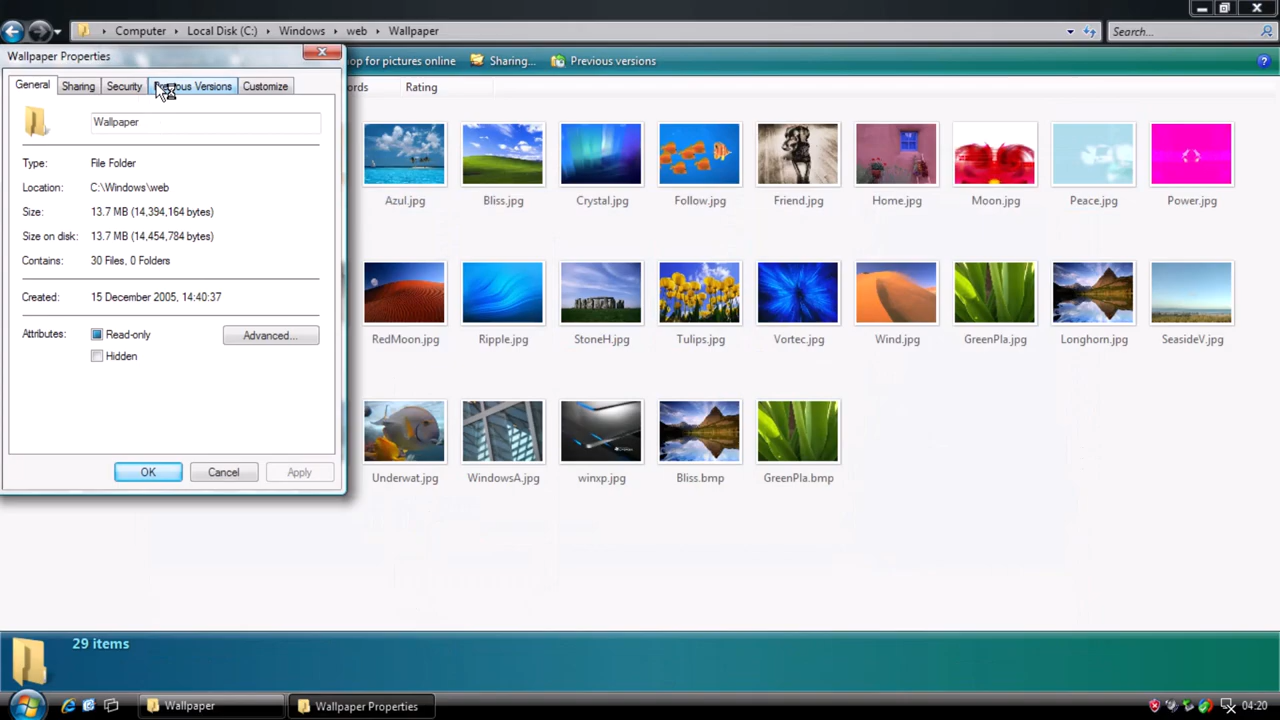 Computer Local Disk (C:) Windows web Wallpaper
Search...
Wallpaper Properties
hop for pictures online Sharing... Previous versions
General Sharing Security Versions Customize
ords Rating
Wallpaper
Type: File Folder
Location: C:\Windows\web
Size: 13.7 MB (14,394,164 bytes)
Size on disk: 13.7 MB (14,454,784 bytes)
Contains: 30 Files, 0 Folders
Created: 15 December 2005, 14:40:37
Attributes: Read-only Advanced...
Hidden
OK Cancel Apply
Azul.jpg Bliss.jpg Crystal.jpg Follow.jpg Friend.jpg Home.jpg Moon.jpg Peace.jpg Power.jpg
RedMoon.jpg Ripple.jpg StoneH.jpg Tulips.jpg Vortec.jpg Wind.jpg GreenPla.jpg Longhorn.jpg SeasideV.jpg
Underwat.jpg WindowsA.jpg winxp.jpg Bliss.bmp GreenPla.bmp
29 items
Wallpaper Wallpaper Properties 04:20